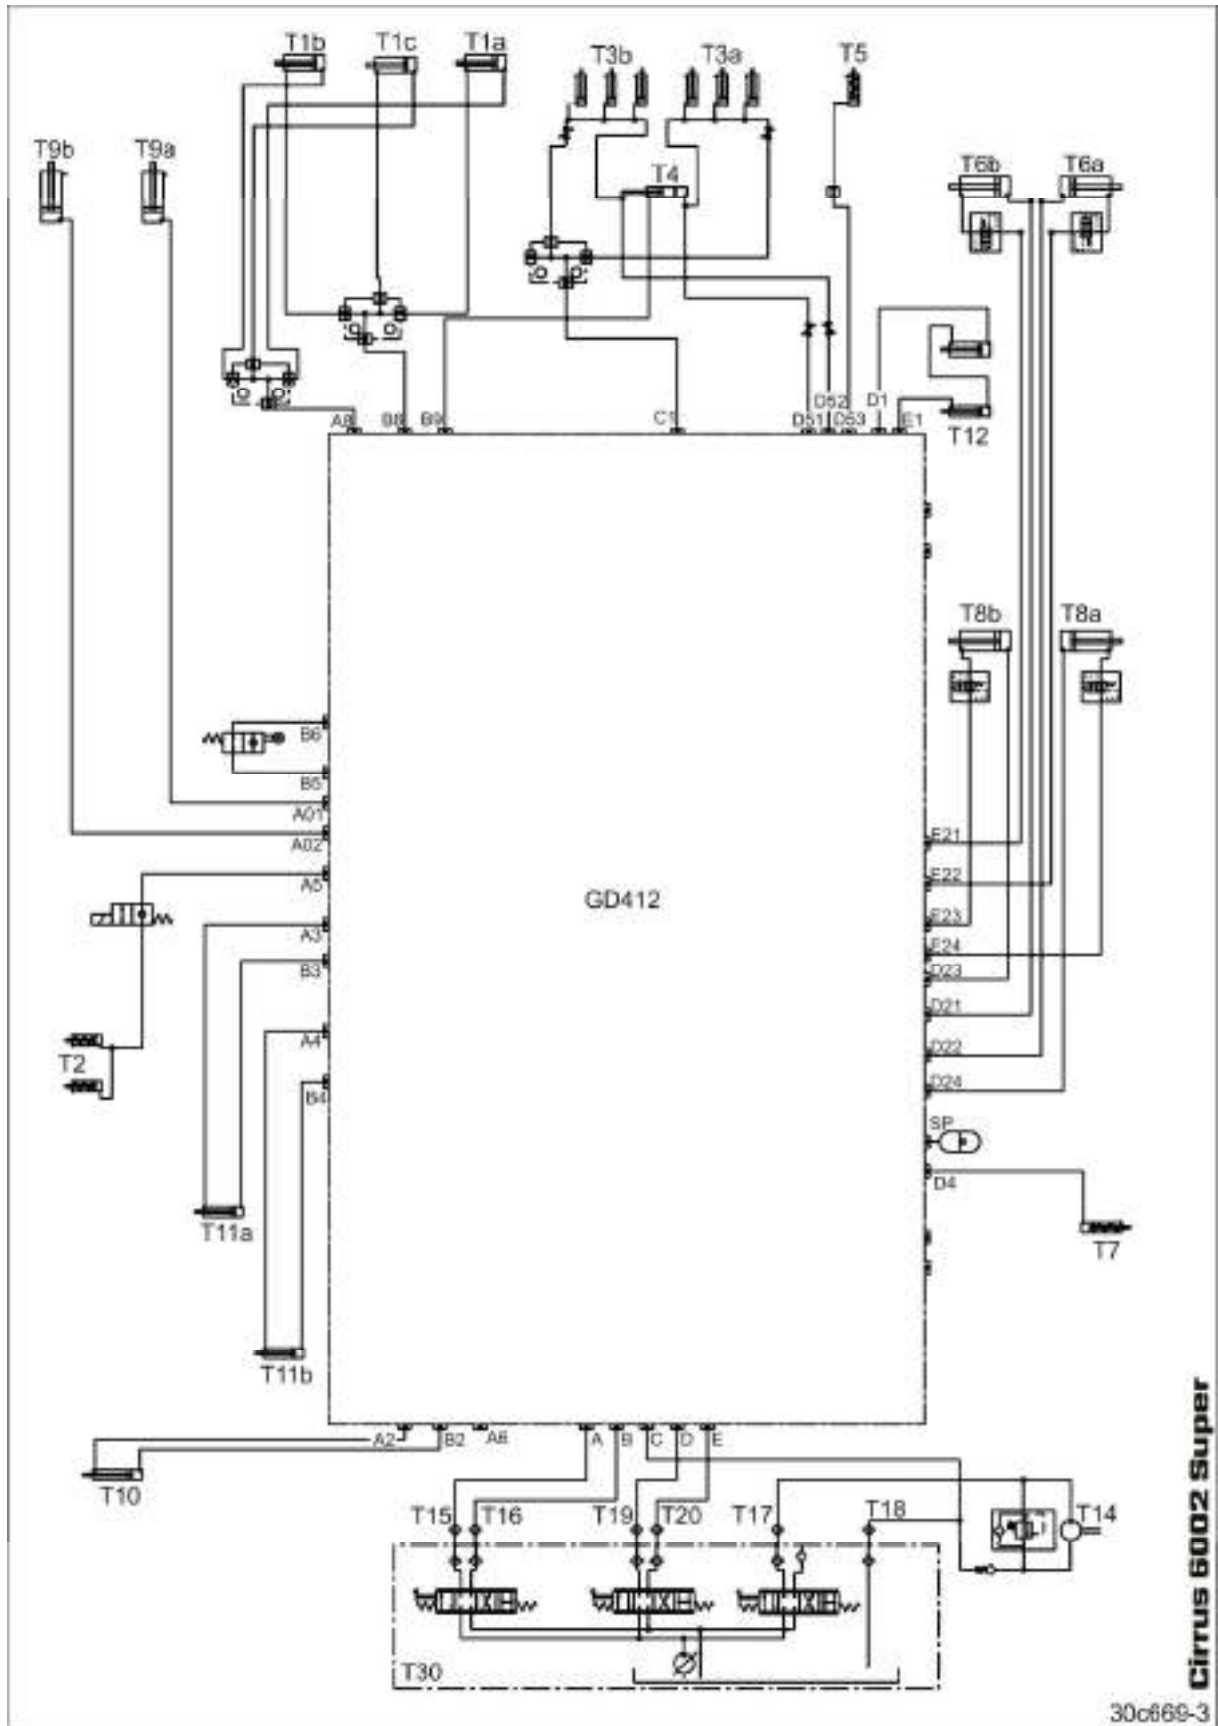 T1b T1c T1a T3b T3a T5
T9b T9a T4 T6b T6a
A8 B8 B9 C1 D51 D52 D53 D1 E1
T12
T8b T8a
B6
B5
A01
A02
A5
A3
B3
A4
B4
GD412
E21
E22
E23
E24
D23
D21
D22
D24
SP
D4
T2
T11a
T7
T11b
A2 B2 A6 A B C D E
T10
T15 T16 T19 T20 T17 T18 T14
T30
Cirrus 6002 Super
30c669-3